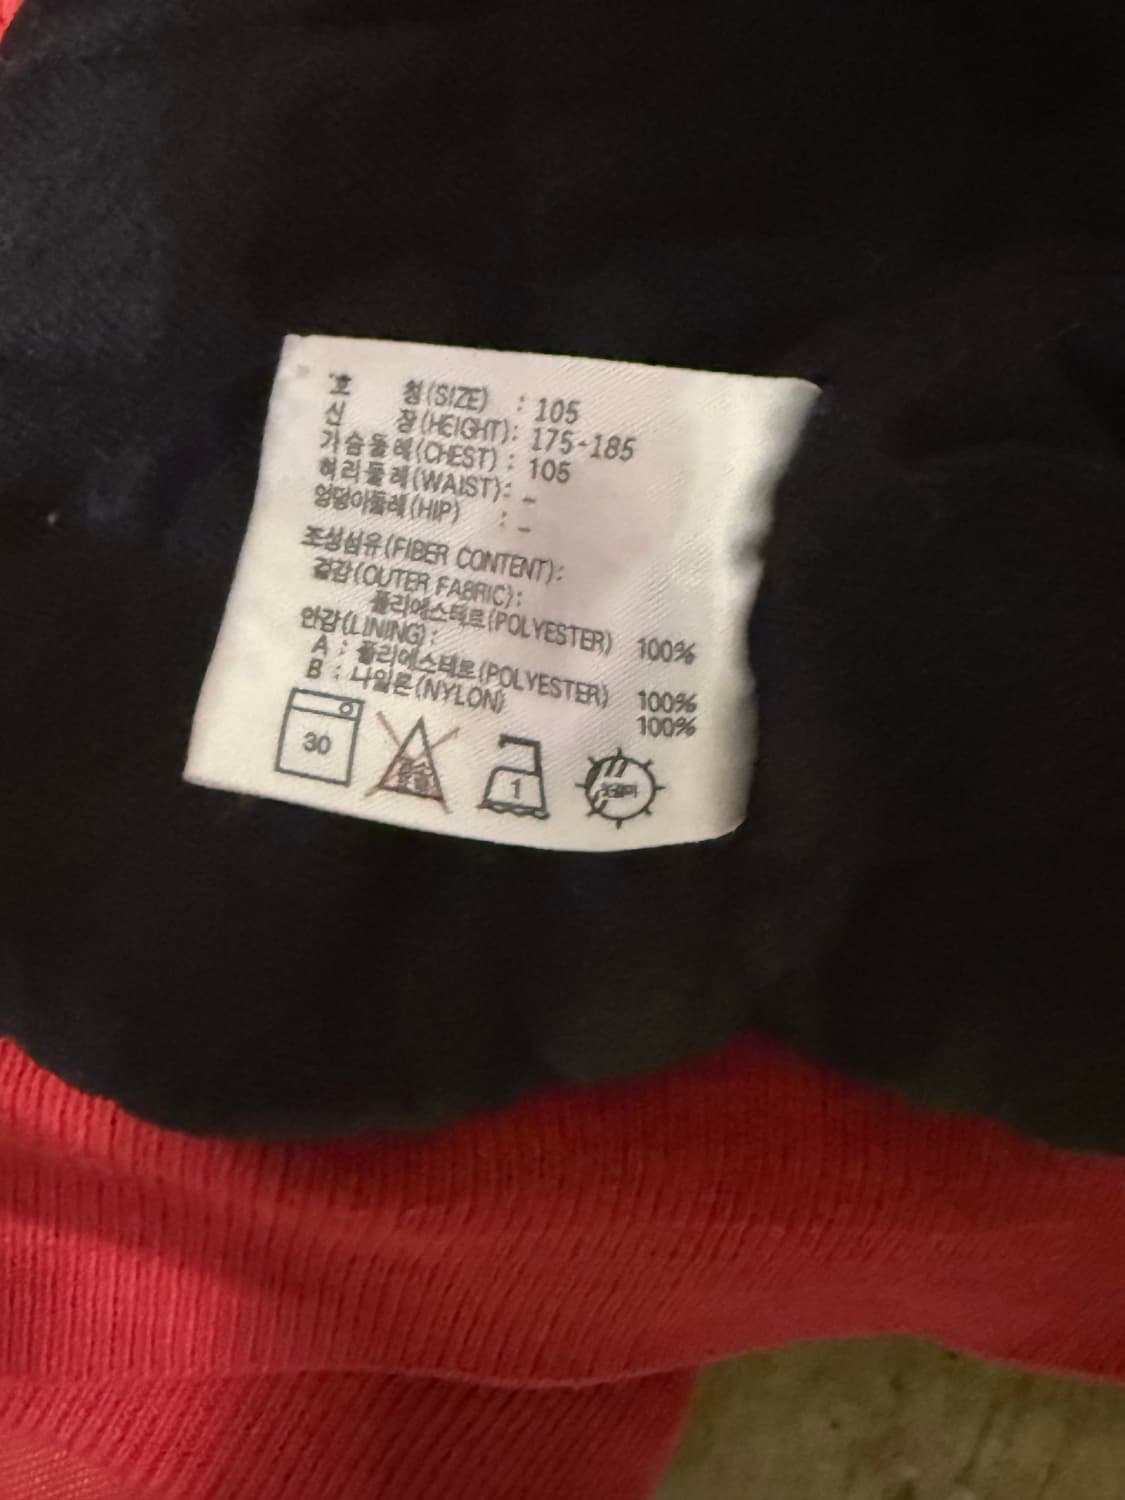 호 칭(SIZE) : 105
신 장(HEIGHT): 175-185
가슴둘레(CHEST) : 105
허리둘레(WAIST): -
엉덩이둘레(HIP) : -
조성섬유(FIBER CONTENT):
겉감(OUTER FABRIC):
폴리에스테르(POLYESTER) 100%
안감(LINING):
A : 폴리에스테르(POLYESTER) 100%
B : 나일론(NYLON) 100%
30
1